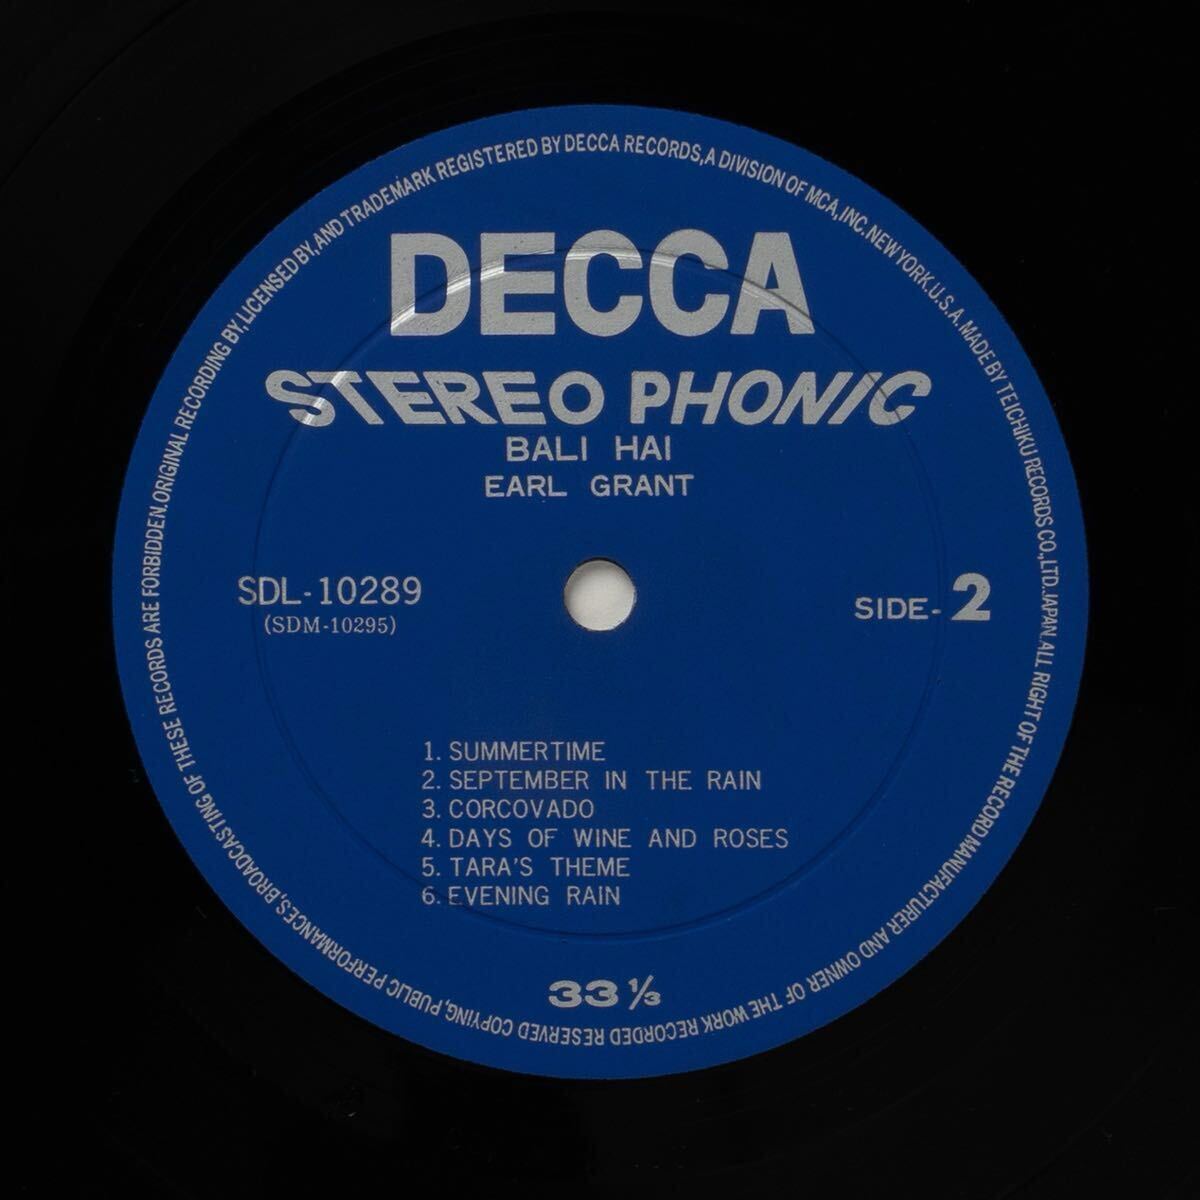 DECCA
STEREO PHONIC
BALI HAI
EARL GRANT
SDL-10289
(SDM-10295)
SIDE-2
1. SUMMERTIME
2. SEPTEMBER IN THE RAIN
3. CORCOVADO
4. DAYS OF WINE AND ROSES
5. TARA'S THEME
6. EVENING RAIN
33 ⅓
ORIGINAL RECORDING BY, LICENSED BY, AND TRADEMARK REGISTERED BY DECCA RECORDS, A DIVISION OF MCA, INC. NEW YORK. U.S.A. MADE BY TEICHIKU RECORDS CO., LTD. JAPAN. ALL RIGHT OF THE RECORD MANUFACTURER AND OWNER OF THE WORK RECORDED RESERVED COPYING, PUBLIC PERFORMANCES, BROADCASTING OF THESE RECORDS ARE FORBIDDEN.